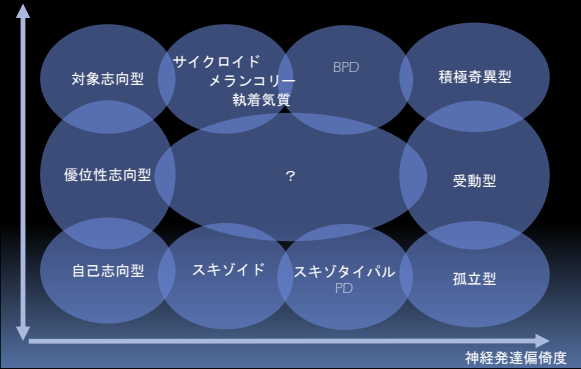 対象志向型
サイクロイド
メランコリー
執着気質
BPD
積極奇異型
優位性志向型
？
受動型
自己志向型
スキゾイド
スキゾタイパル
PD
孤立型
神経発達偏倚度